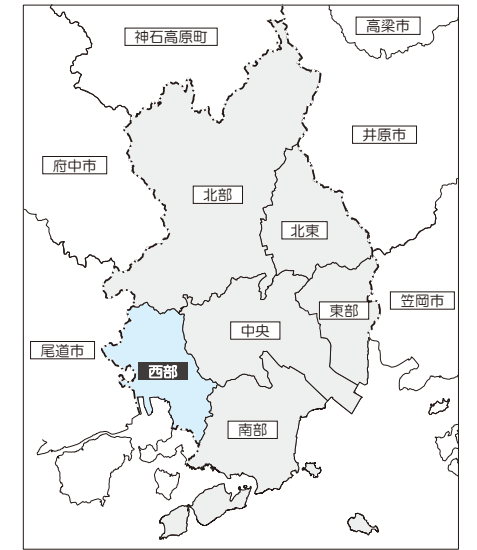 高梁市
神石高原町
井原市
府中市
北部
北東
笠岡市
東部
中央
尾道市
西部
南部